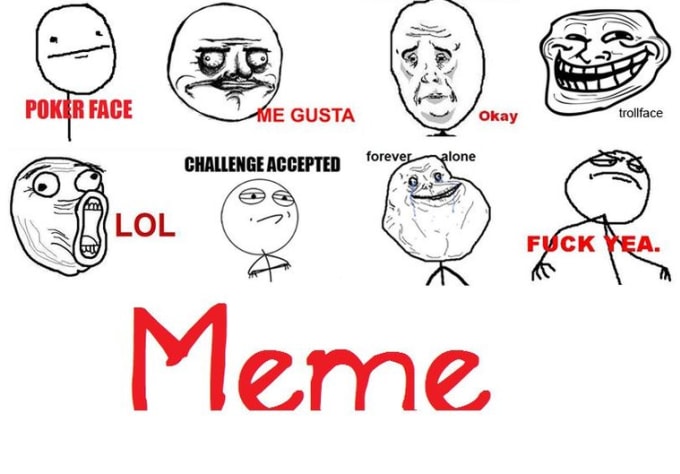 POKER FACE
ME GUSTA
Okay
trollface
LOL
CHALLENGE ACCEPTED
forever alone
FUCK YEA.
Meme